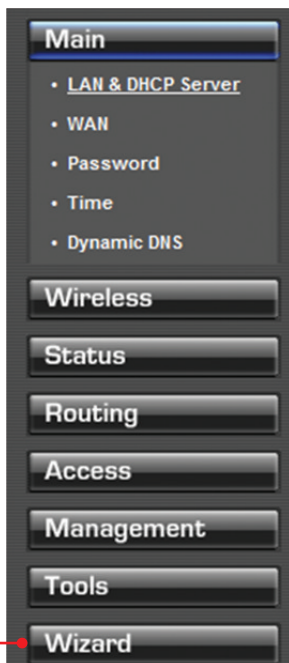 Main
• LAN & DHCP Server
• WAN
• Password
• Time
• Dynamic DNS
Wireless
Status
Routing
Access
Management
Tools
Wizard